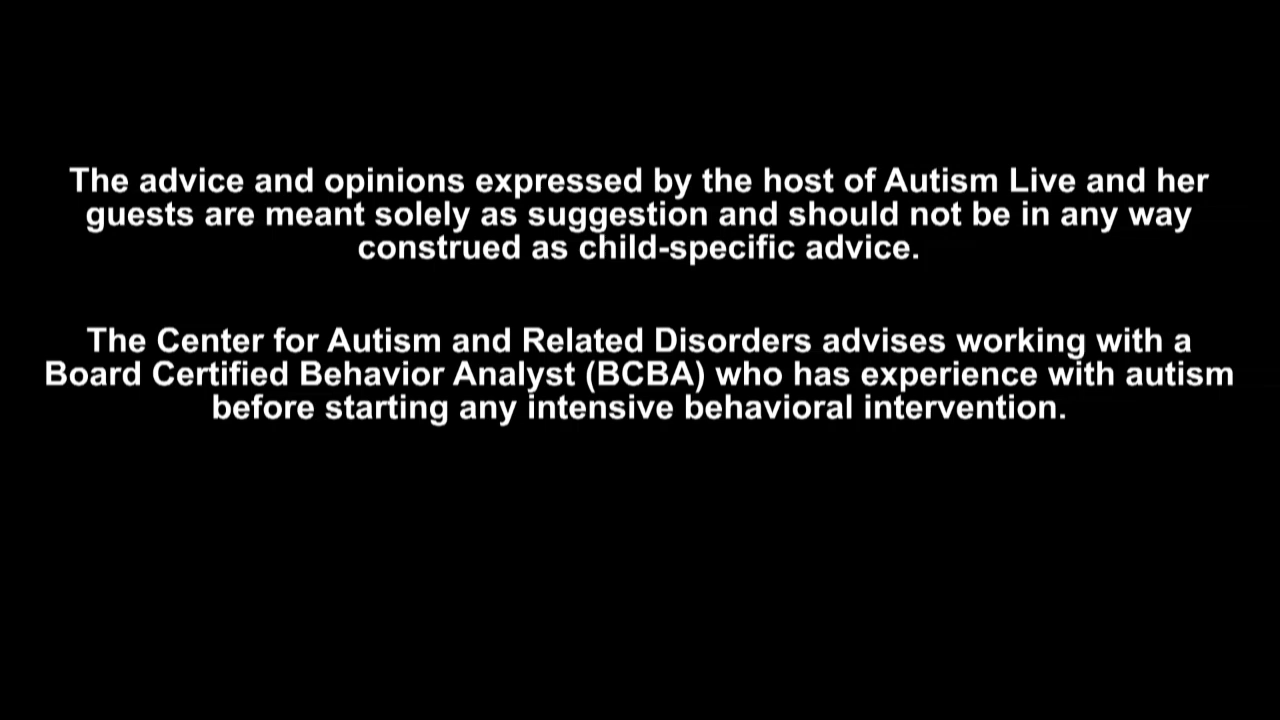 The advice and opinions expressed by the host of Autism Live and her
guests are meant solely as suggestion and should not be in any way
construed as child-specific advice.
The Center for Autism and Related Disorders advises working with a
Board Certified Behavior Analyst (BCBA) who has experience with autism
before starting any intensive behavioral intervention.